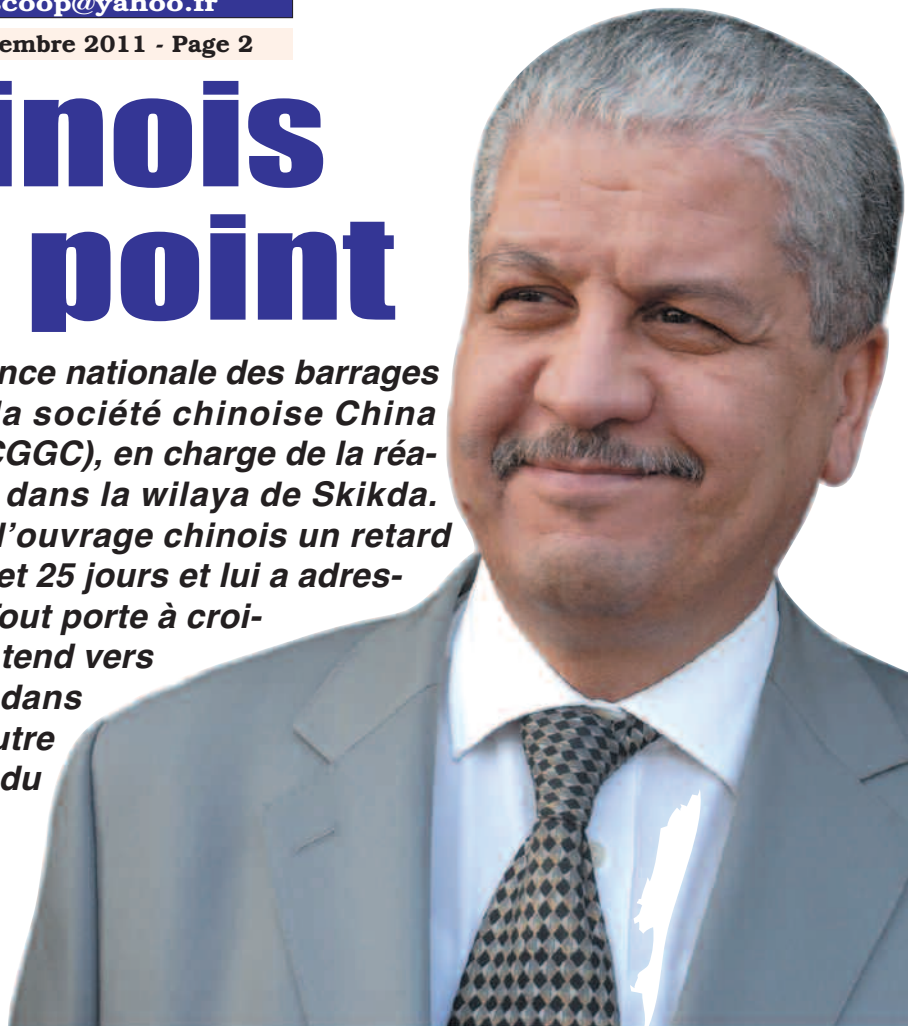 scoop@yahoo.fr
embre 2011 - Page 2
inois
point
nce nationale des barrages
la société chinoise China
CGGC), en charge de la réa-
dans la wilaya de Skikda.
l’ouvrage chinois un retard
et 25 jours et lui a adres-
Tout porte à croi-
tend vers
dans
utre
du